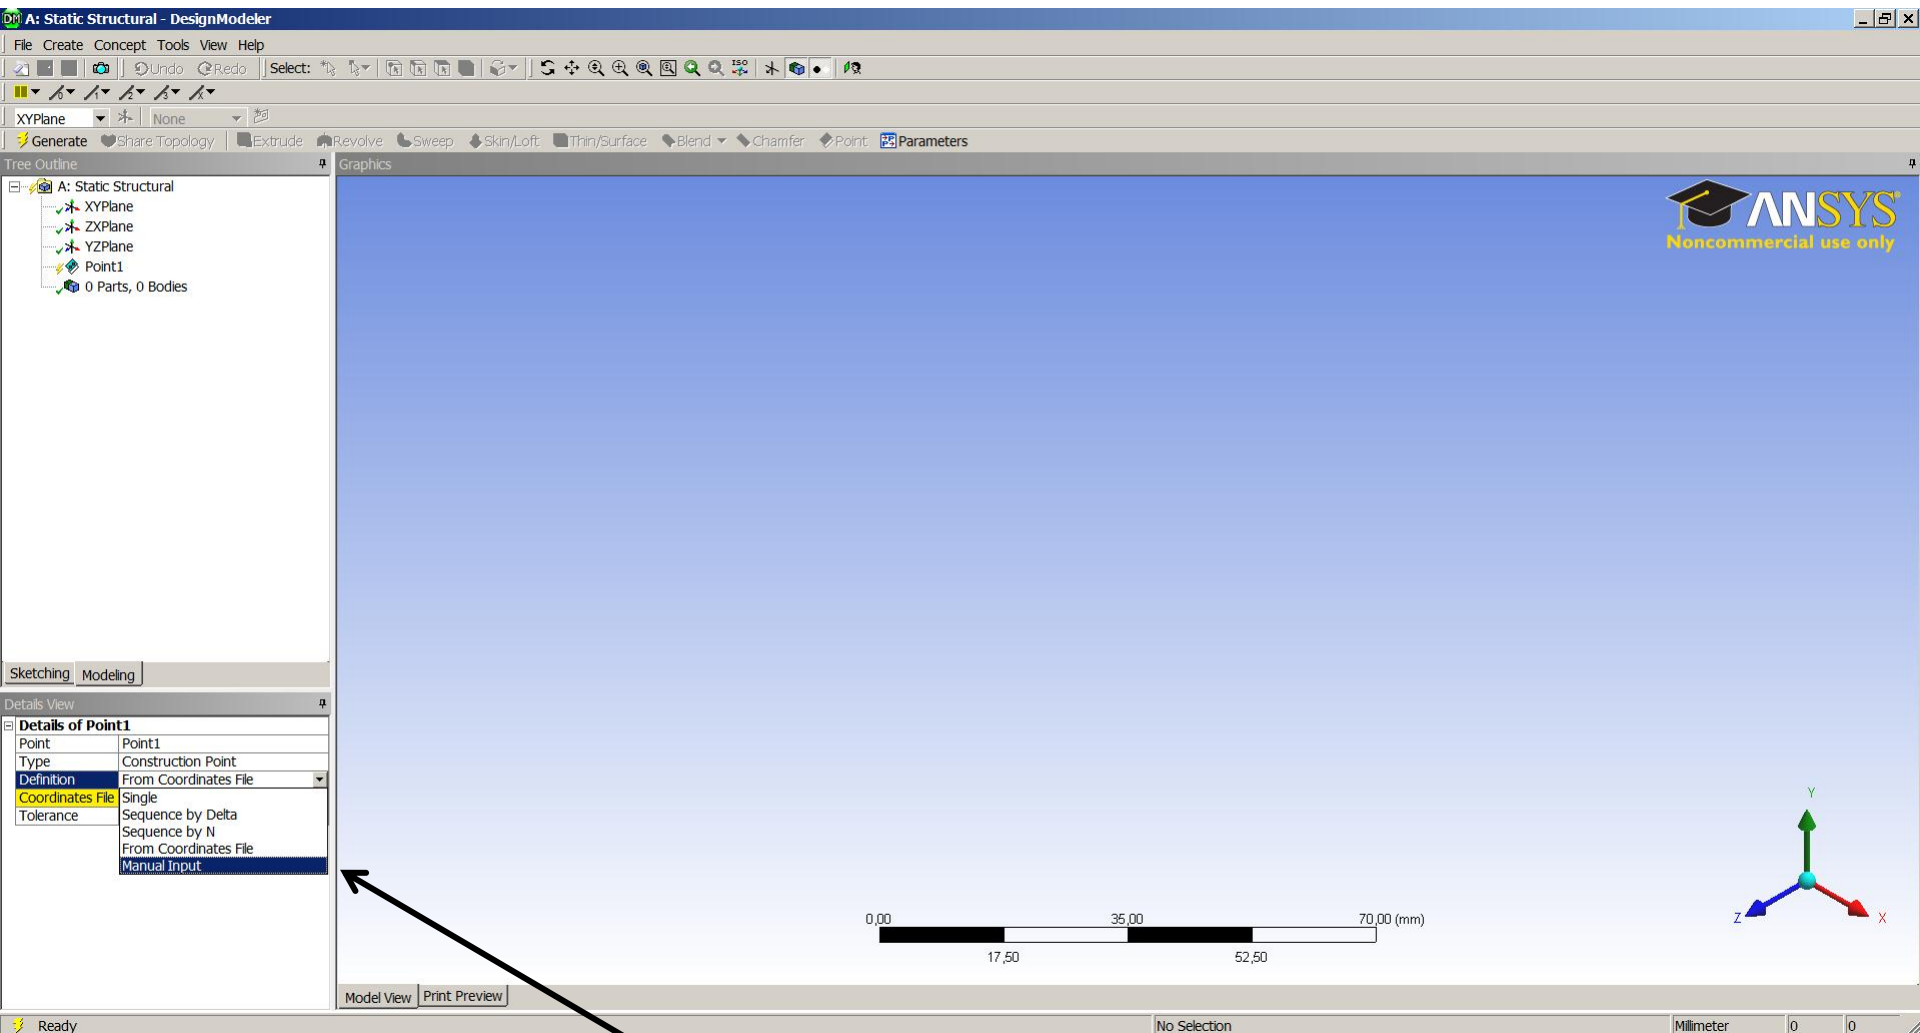 A: Static Structural - DesignModeler
File Create Concept Tools View Help
Undo Redo Select: ISO
XYPlane None
Generate Share Topology Extrude Revolve Sweep Skin/Loft Thin/Surface Blend Chamfer Point Parameters
Tree Outline
A: Static Structural
XYPlane
ZXPlane
YZPlane
Point1
0 Parts, 0 Bodies
Sketching Modeling
Details View
Details of Point1
Point Point1
Type Construction Point
Definition From Coordinates File
Coordinates File
Tolerance
Single
Sequence by Delta
Sequence by N
From Coordinates File
Manual Input
Graphics
ANSYS
Noncommercial use only
Y
Z
X
0,00 35,00 70,00 (mm)
17,50 52,50
Model View Print Preview
Ready No Selection Millimeter 0 0